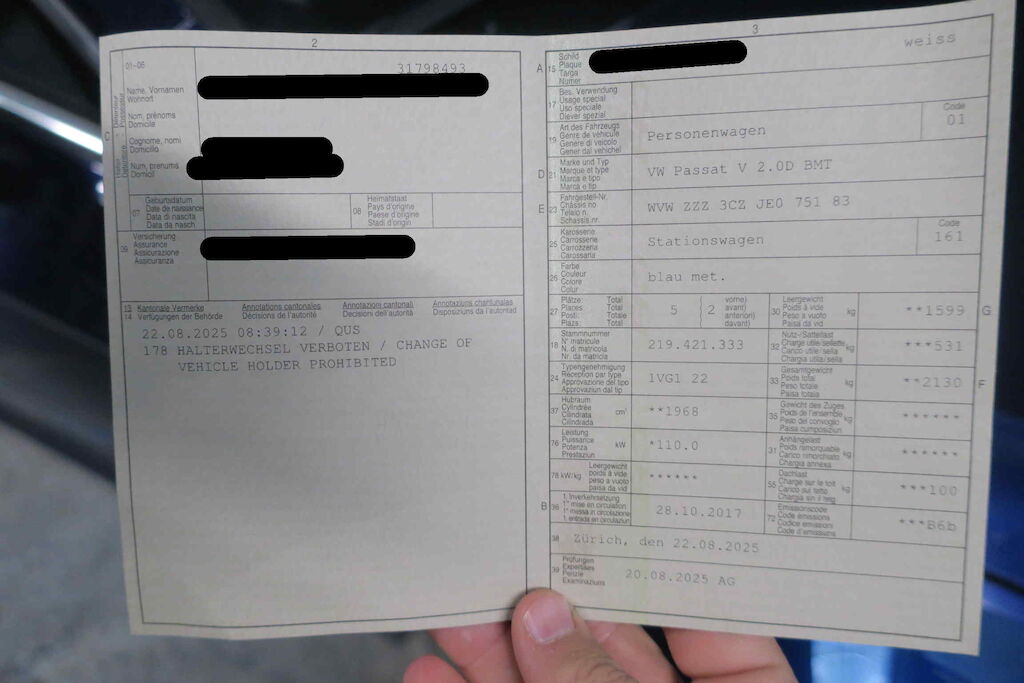 2
01-06
31798493
Name, Vornamen
Wohnort
Nom, prénoms
Domicile
C
Cognome, nomi
Domicilio
Num, prenums
Domicil
07
Geburtsdatum
Date de naissance
Data di nascita
Data da nasch
08
Heimatstaat
Pays d'origine
Paese d'origine
Stadi d'origin
09
Versicherung
Assurance
Assicurazione
Assicuranza
13
14
Kantonale Vermerke
Verfügungen der Behörde
Annotations cantonales
Décisions de l'autorité
Annotazioni cantonali
Decisioni dell'autorità
Annotaziuns chantunalas
Disposiziuns da l'autoritad
22.08.2025 08:39:12 / QUS
178 HALTERWECHSEL VERBOTEN / CHANGE OF
VEHICLE HOLDER PROHIBITED
3
A
15
Schild
Plaque
Targa
Numer
weiss
17
Bes. Verwendung
Usage spécial
Uso speciale
Diever spezial
19
Art des Fahrzeugs
Genre de véhicule
Genere di veicolo
Gener dal vehichel
Personenwagen
Code
01
D
21
Marke und Typ
Marque et type
Marca e tipo
Marca e tip
VW Passat V 2.0D BMT
E
23
Fahrgestell-Nr.
Châssis no
Telaio n.
Schassis nr.
WVW ZZZ 3CZ JE0 751 83
25
Karosserie
Carrosserie
Carrozzeria
Carossaria
Stationswagen
Code
161
26
Farbe
Couleur
Colore
Colur
blau met.
27
Plätze: Total
Places: Total
Posti: Totale
Plazs: Total
5
2
vorne)
avant)
anteriori)
davant)
30
Leergewicht
Poids à vide
Peso a vuoto
Paisa da vid
kg
**1599
G
18
Stammnummer
N° matricule
N. di matricola
Nr. da matricla
219.421.333
32
Nutz-/Sattellast
Charge utile/sellette
Carico utile/sella
Chargia utila/sella
kg
***531
24
Typengenehmigung
Réception par type
Approvazione del tipo
Approvaziun dal tip
1VG1 22
33
Gesamtgewicht
Poids total
Peso totale
Paisa totala
kg
**2130
F
37
Hubraum
Cylindrée
Cilindrata
Cilindrada
cm³
**1968
35
Gewicht des Zuges
Poids de l'ensemble
Peso del convoglio
Paisa cumposiziun
kg
******
76
Leistung
Puissance
Potenza
Prestaziun
kW
*110.0
31
Anhängelast
Poids remorquable
Carico rimorchiato
Chargia annexa
kg
******
78 kW/kg
Leergewicht
poids à vide
peso a vuoto
paisa da vid
******
55
Dachlast
Charge sur le toit
Carico sul tetto
Chargia sin il tetg
kg
***100
B
36
1. Inverkehrsetzung
1re mise en circulation
1a messa in circolazione
1. entrada en circulaziun
28.10.2017
72
Emissionscode
Code émissions
Codice emissioni
Code d'emissiuns
***B6b
38
Zürich, den 22.08.2025
39
Prüfungen
Expertises
Perizie
Examinaziuns
20.08.2025 AG